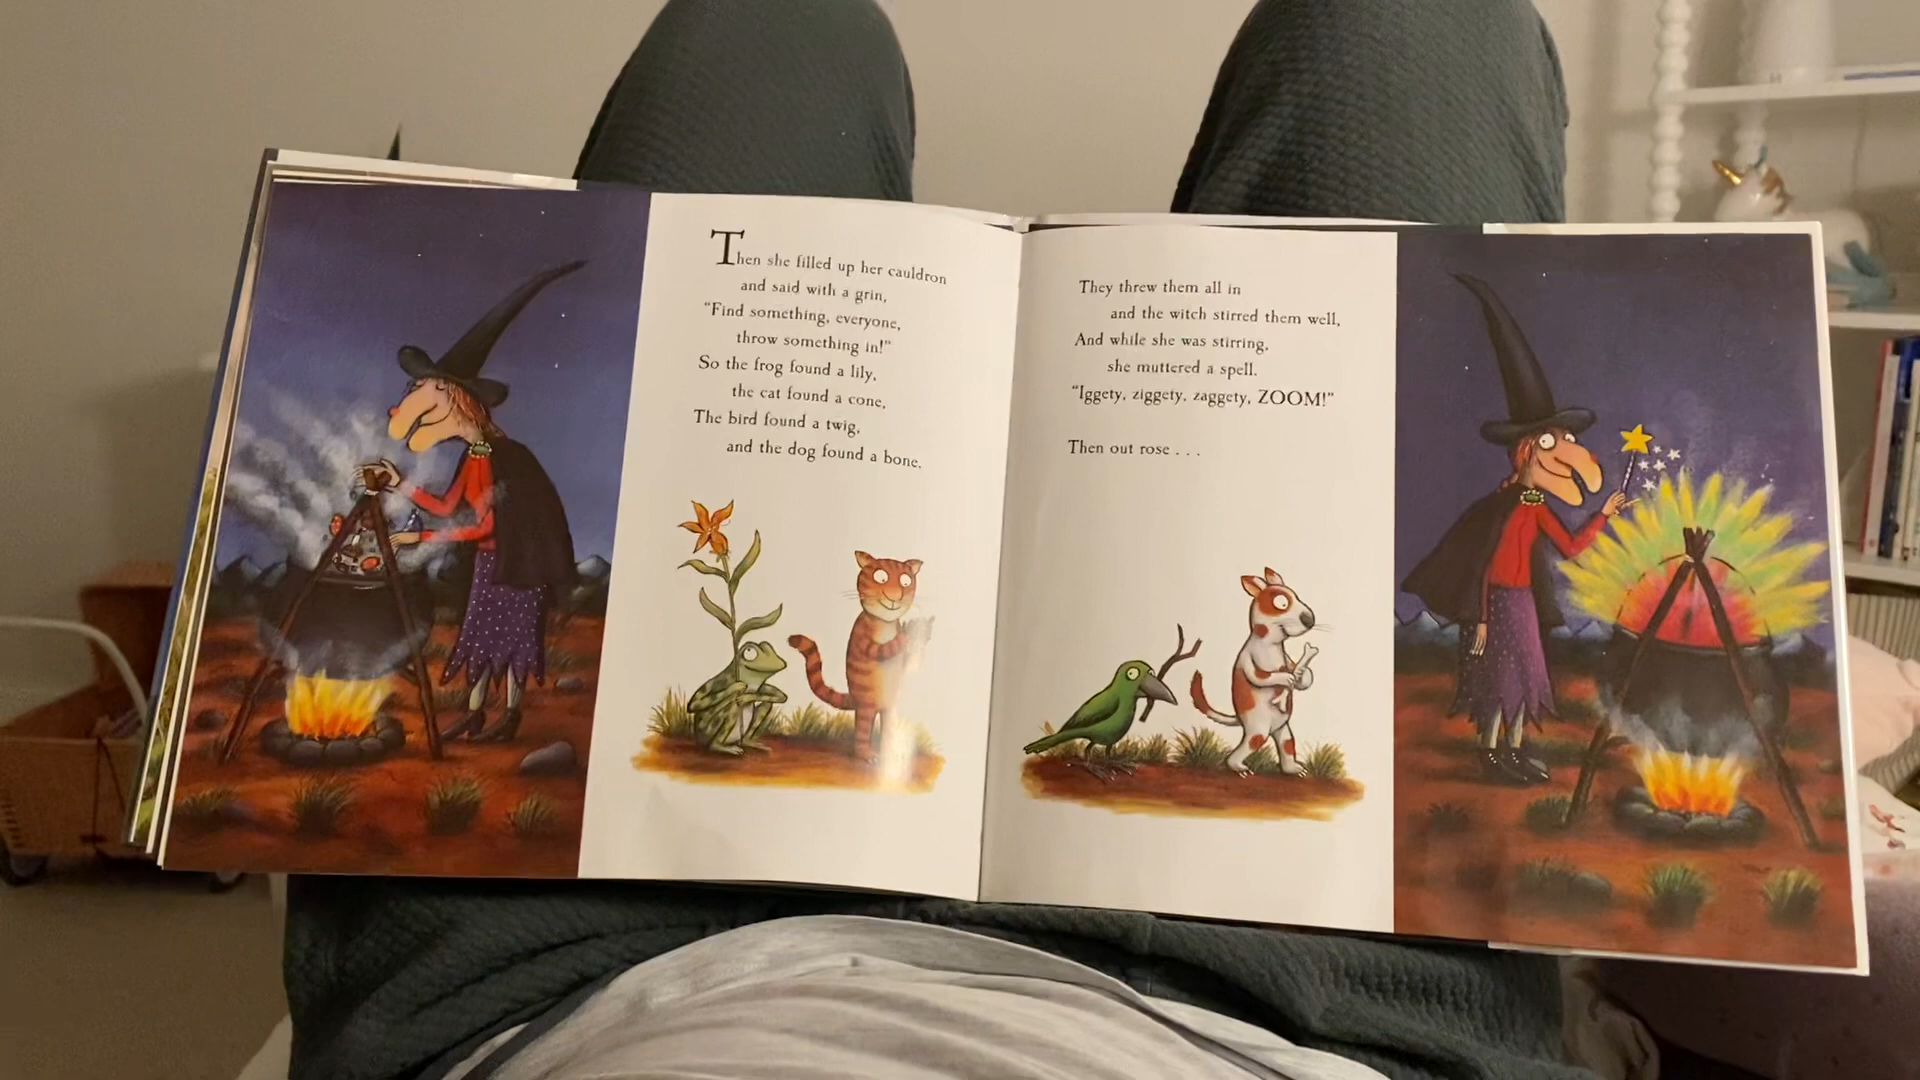 Then she filled up her cauldron
and said with a grin,
“Find something, everyone,
throw something in!”
So the frog found a lily,
the cat found a cone,
The bird found a twig,
and the dog found a bone.
They threw them all in
and the witch stirred them well,
And while she was stirring,
she muttered a spell.
“Iggety, ziggety, zaggety, ZOOM!”
Then out rose . . .